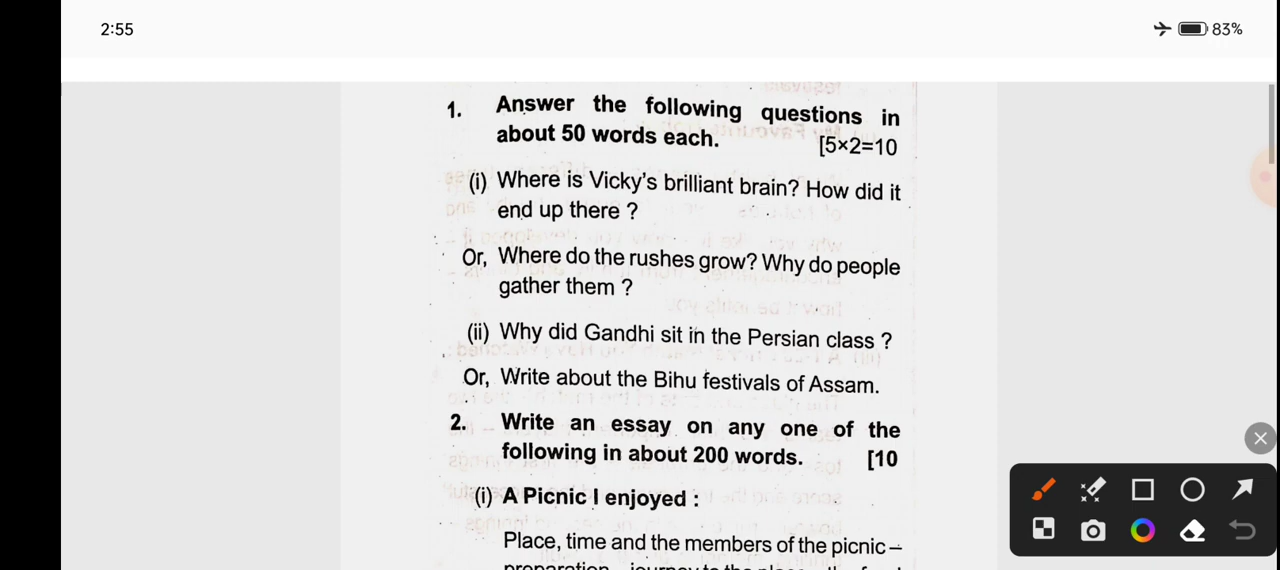 2:55
83%
1. Answer the following questions in
about 50 words each. [5×2=10
(i) Where is Vicky's brilliant brain? How did it
end up there ?
Or, Where do the rushes grow? Why do people
gather them ?
(ii) Why did Gandhi sit in the Persian class ?
Or, Write about the Bihu festivals of Assam.
2. Write an essay on any one of the
following in about 200 words. [10
(i) A Picnic I enjoyed :
Place, time and the members of the picnic –